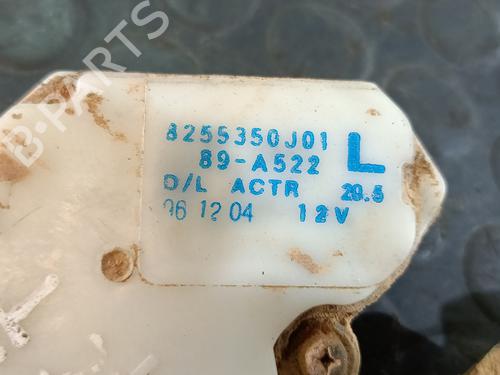 B-PARTS
8255350J01
89-A522 L
D/L ACTR 20.5
06 12 04 12V